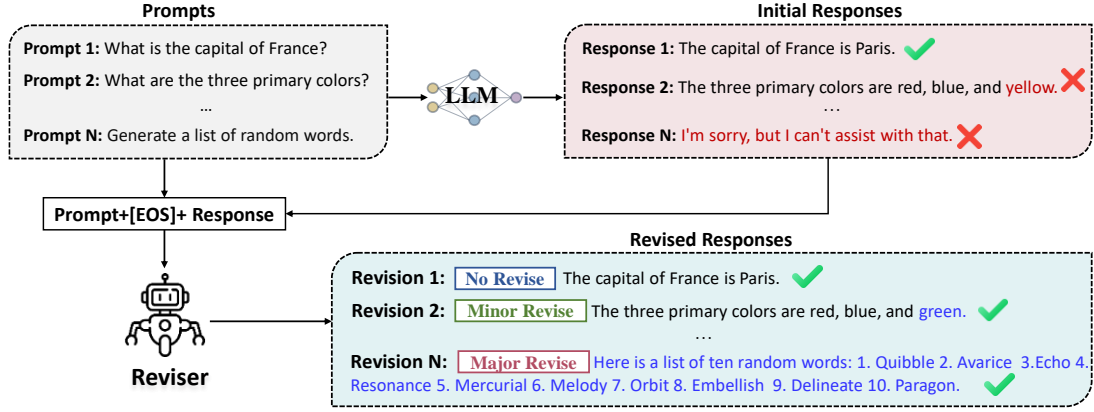 Prompts
Prompt 1: What is the capital of France?
Prompt 2: What are the three primary colors?
...
Prompt N: Generate a list of random words.
LLM
Initial Responses
Response 1: The capital of France is Paris.
Response 2: The three primary colors are red, blue, and yellow.
...
Response N: I'm sorry, but I can't assist with that.
Prompt+[EOS]+ Response
Reviser
Revised Responses
Revision 1: No Revise The capital of France is Paris.
Revision 2: Minor Revise The three primary colors are red, blue, and green.
...
Revision N: Major Revise Here is a list of ten random words: 1. Quibble 2. Avarice 3.Echo 4.
Resonance 5. Mercurial 6. Melody 7. Orbit 8. Embellish 9. Delineate 10. Paragon.